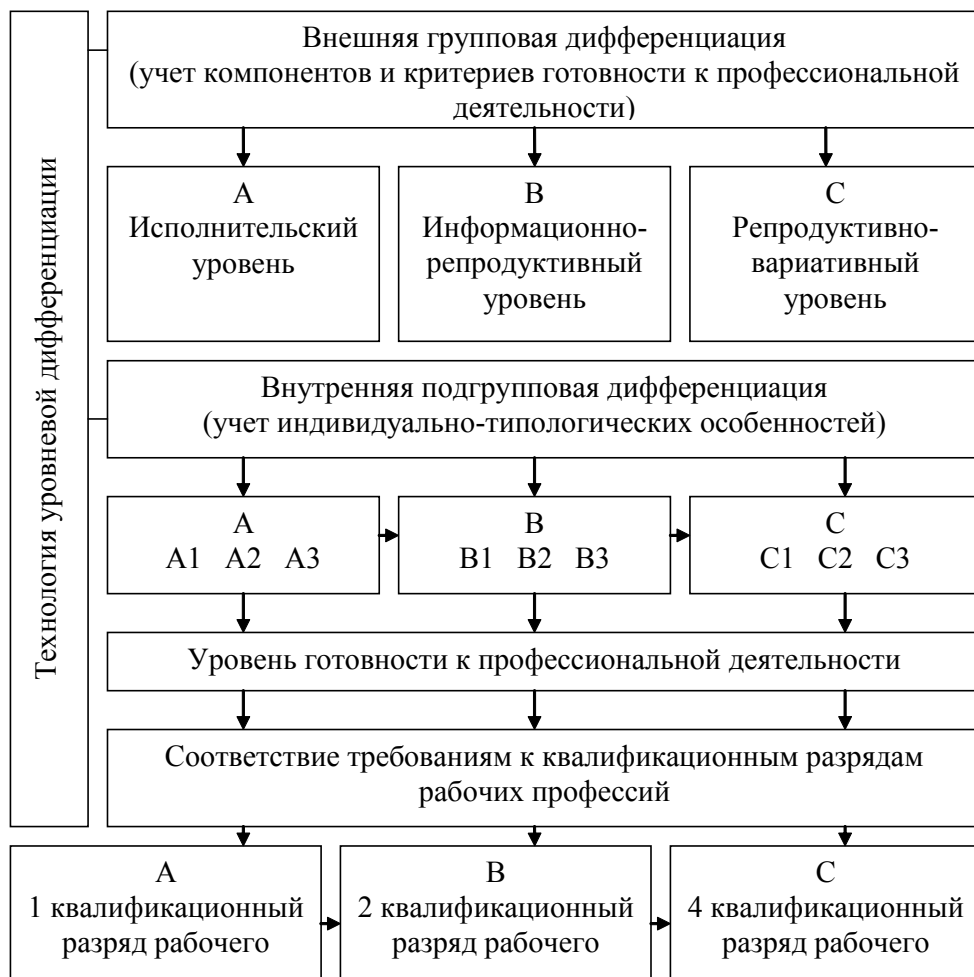 Технология уровневой дифференциации
Внешняя групповая дифференциация
(учет компонентов и критериев готовности к профессиональной
деятельности)
А
Исполнительский
уровень
В
Информационно-
репродуктивный
уровень
С
Репродуктивно-
вариативный
уровень
Внутренняя подгрупповая дифференциация
(учет индивидуально-типологических особенностей)
А
А1 А2 А3
В
В1 В2 В3
С
С1 С2 С3
Уровень готовности к профессиональной деятельности
Соответствие требованиям к квалификационным разрядам
рабочих профессий
А
1 квалификационный
разряд рабочего
В
2 квалификационный
разряд рабочего
С
4 квалификационный
разряд рабочего